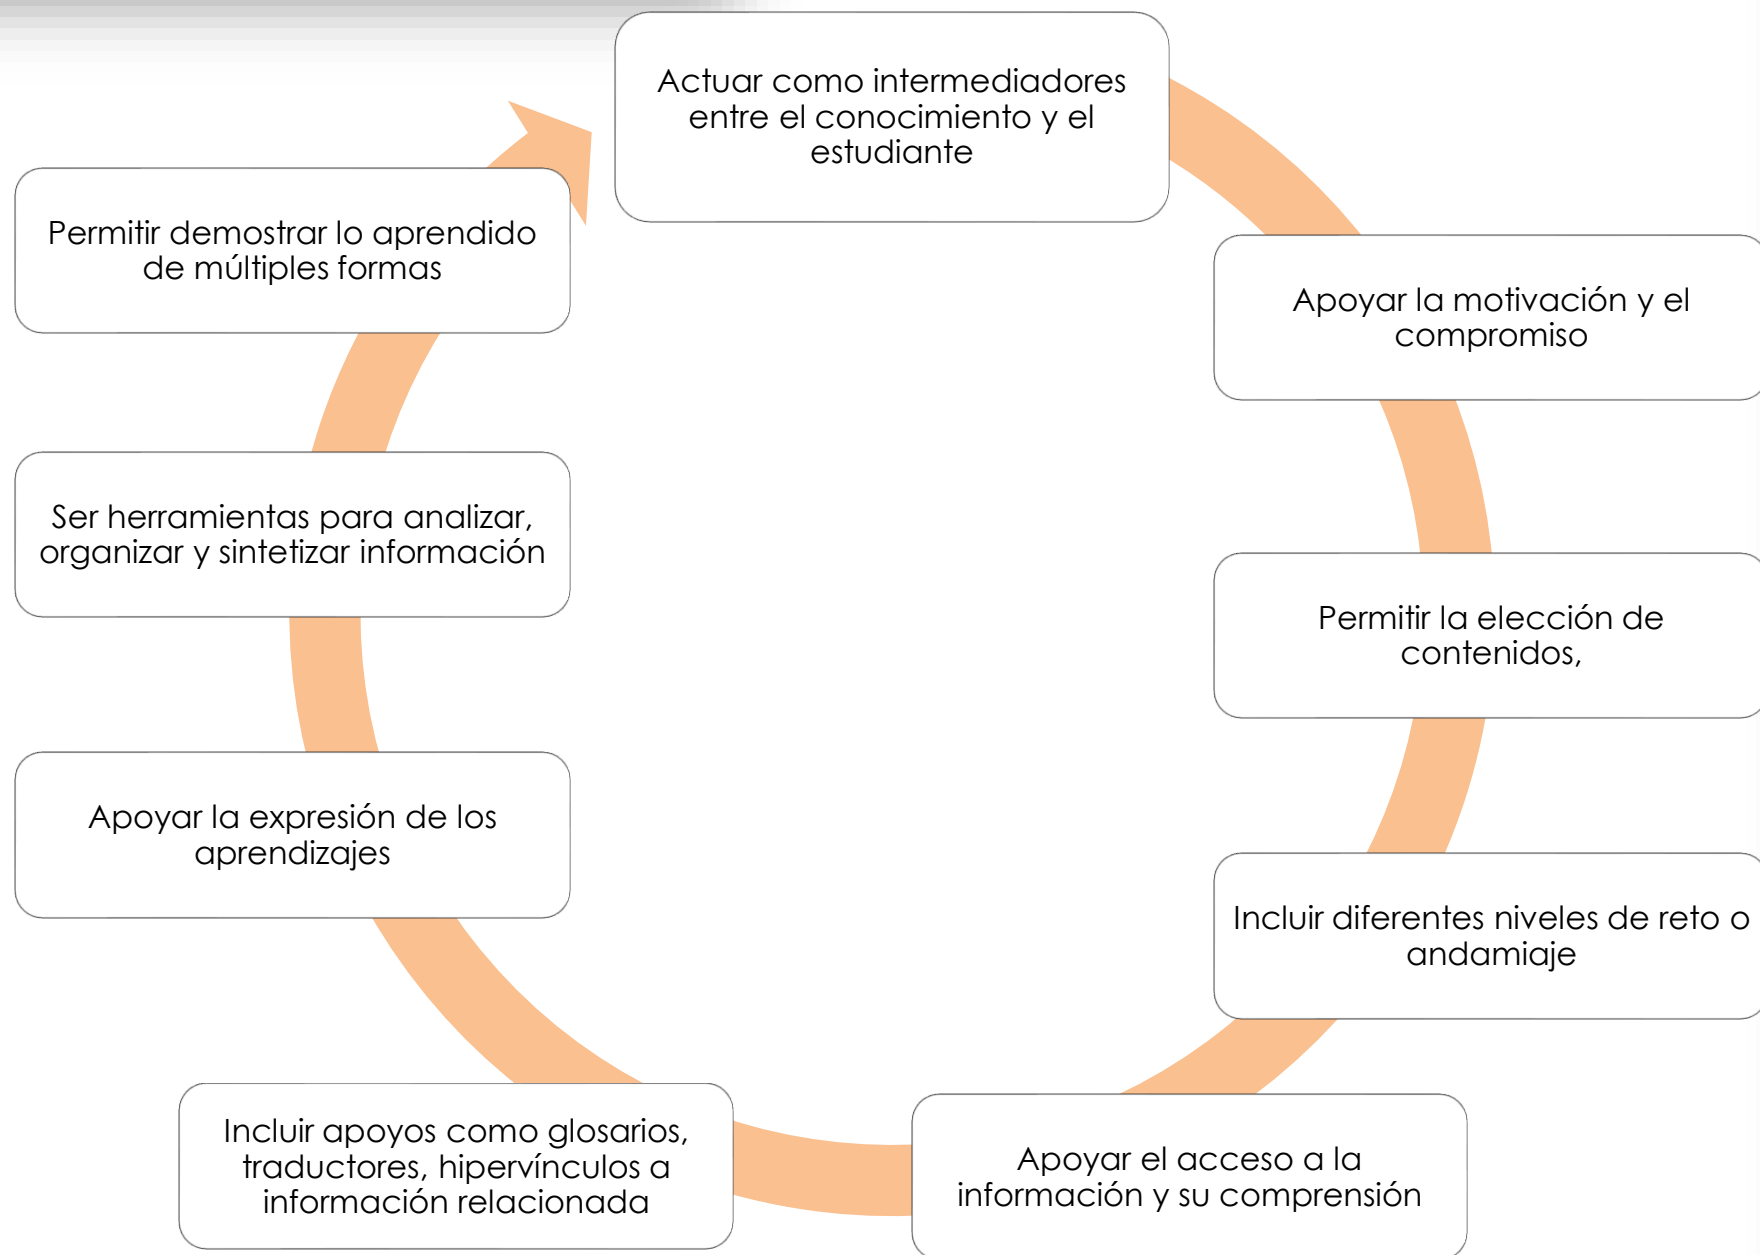 Actuar como intermediadores
entre el conocimiento y el
estudiante
Apoyar la motivación y el
compromiso
Permitir la elección de
contenidos,
Incluir diferentes niveles de reto o
andamiaje
Apoyar el acceso a la
información y su comprensión
Incluir apoyos como glosarios,
traductores, hipervínculos a
información relacionada
Apoyar la expresión de los
aprendizajes
Ser herramientas para analizar,
organizar y sintetizar información
Permitir demostrar lo aprendido
de múltiples formas